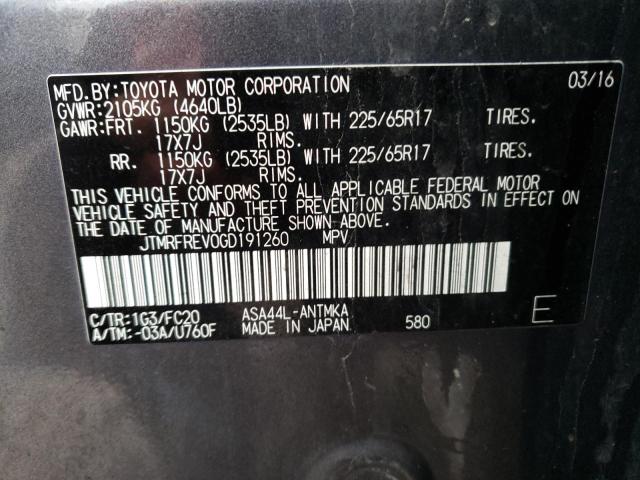 MFD.BY:TOYOTA MOTOR CORPORATION 03/16
GVWR:2105KG (4640LB)
GAWR:FRT. 1150KG (2535LB) WITH 225/65R17 TIRES.
17X7J RIMS.
RR. 1150KG (2535LB) WITH 225/65R17 TIRES.
17X7J RIMS.
THIS VEHICLE CONFORMS TO ALL APPLICABLE FEDERAL MOTOR
VEHICLE SAFETY AND THEFT PREVENTION STANDARDS IN EFFECT ON
THE DATE OF MANUFACTURE SHOWN ABOVE.
JTMRFREV0GD191260 MPV
C/TR:1G3/FC20 ASA44L-ANTMKA
A/TM:-03A/U760F MADE IN JAPAN 580 E